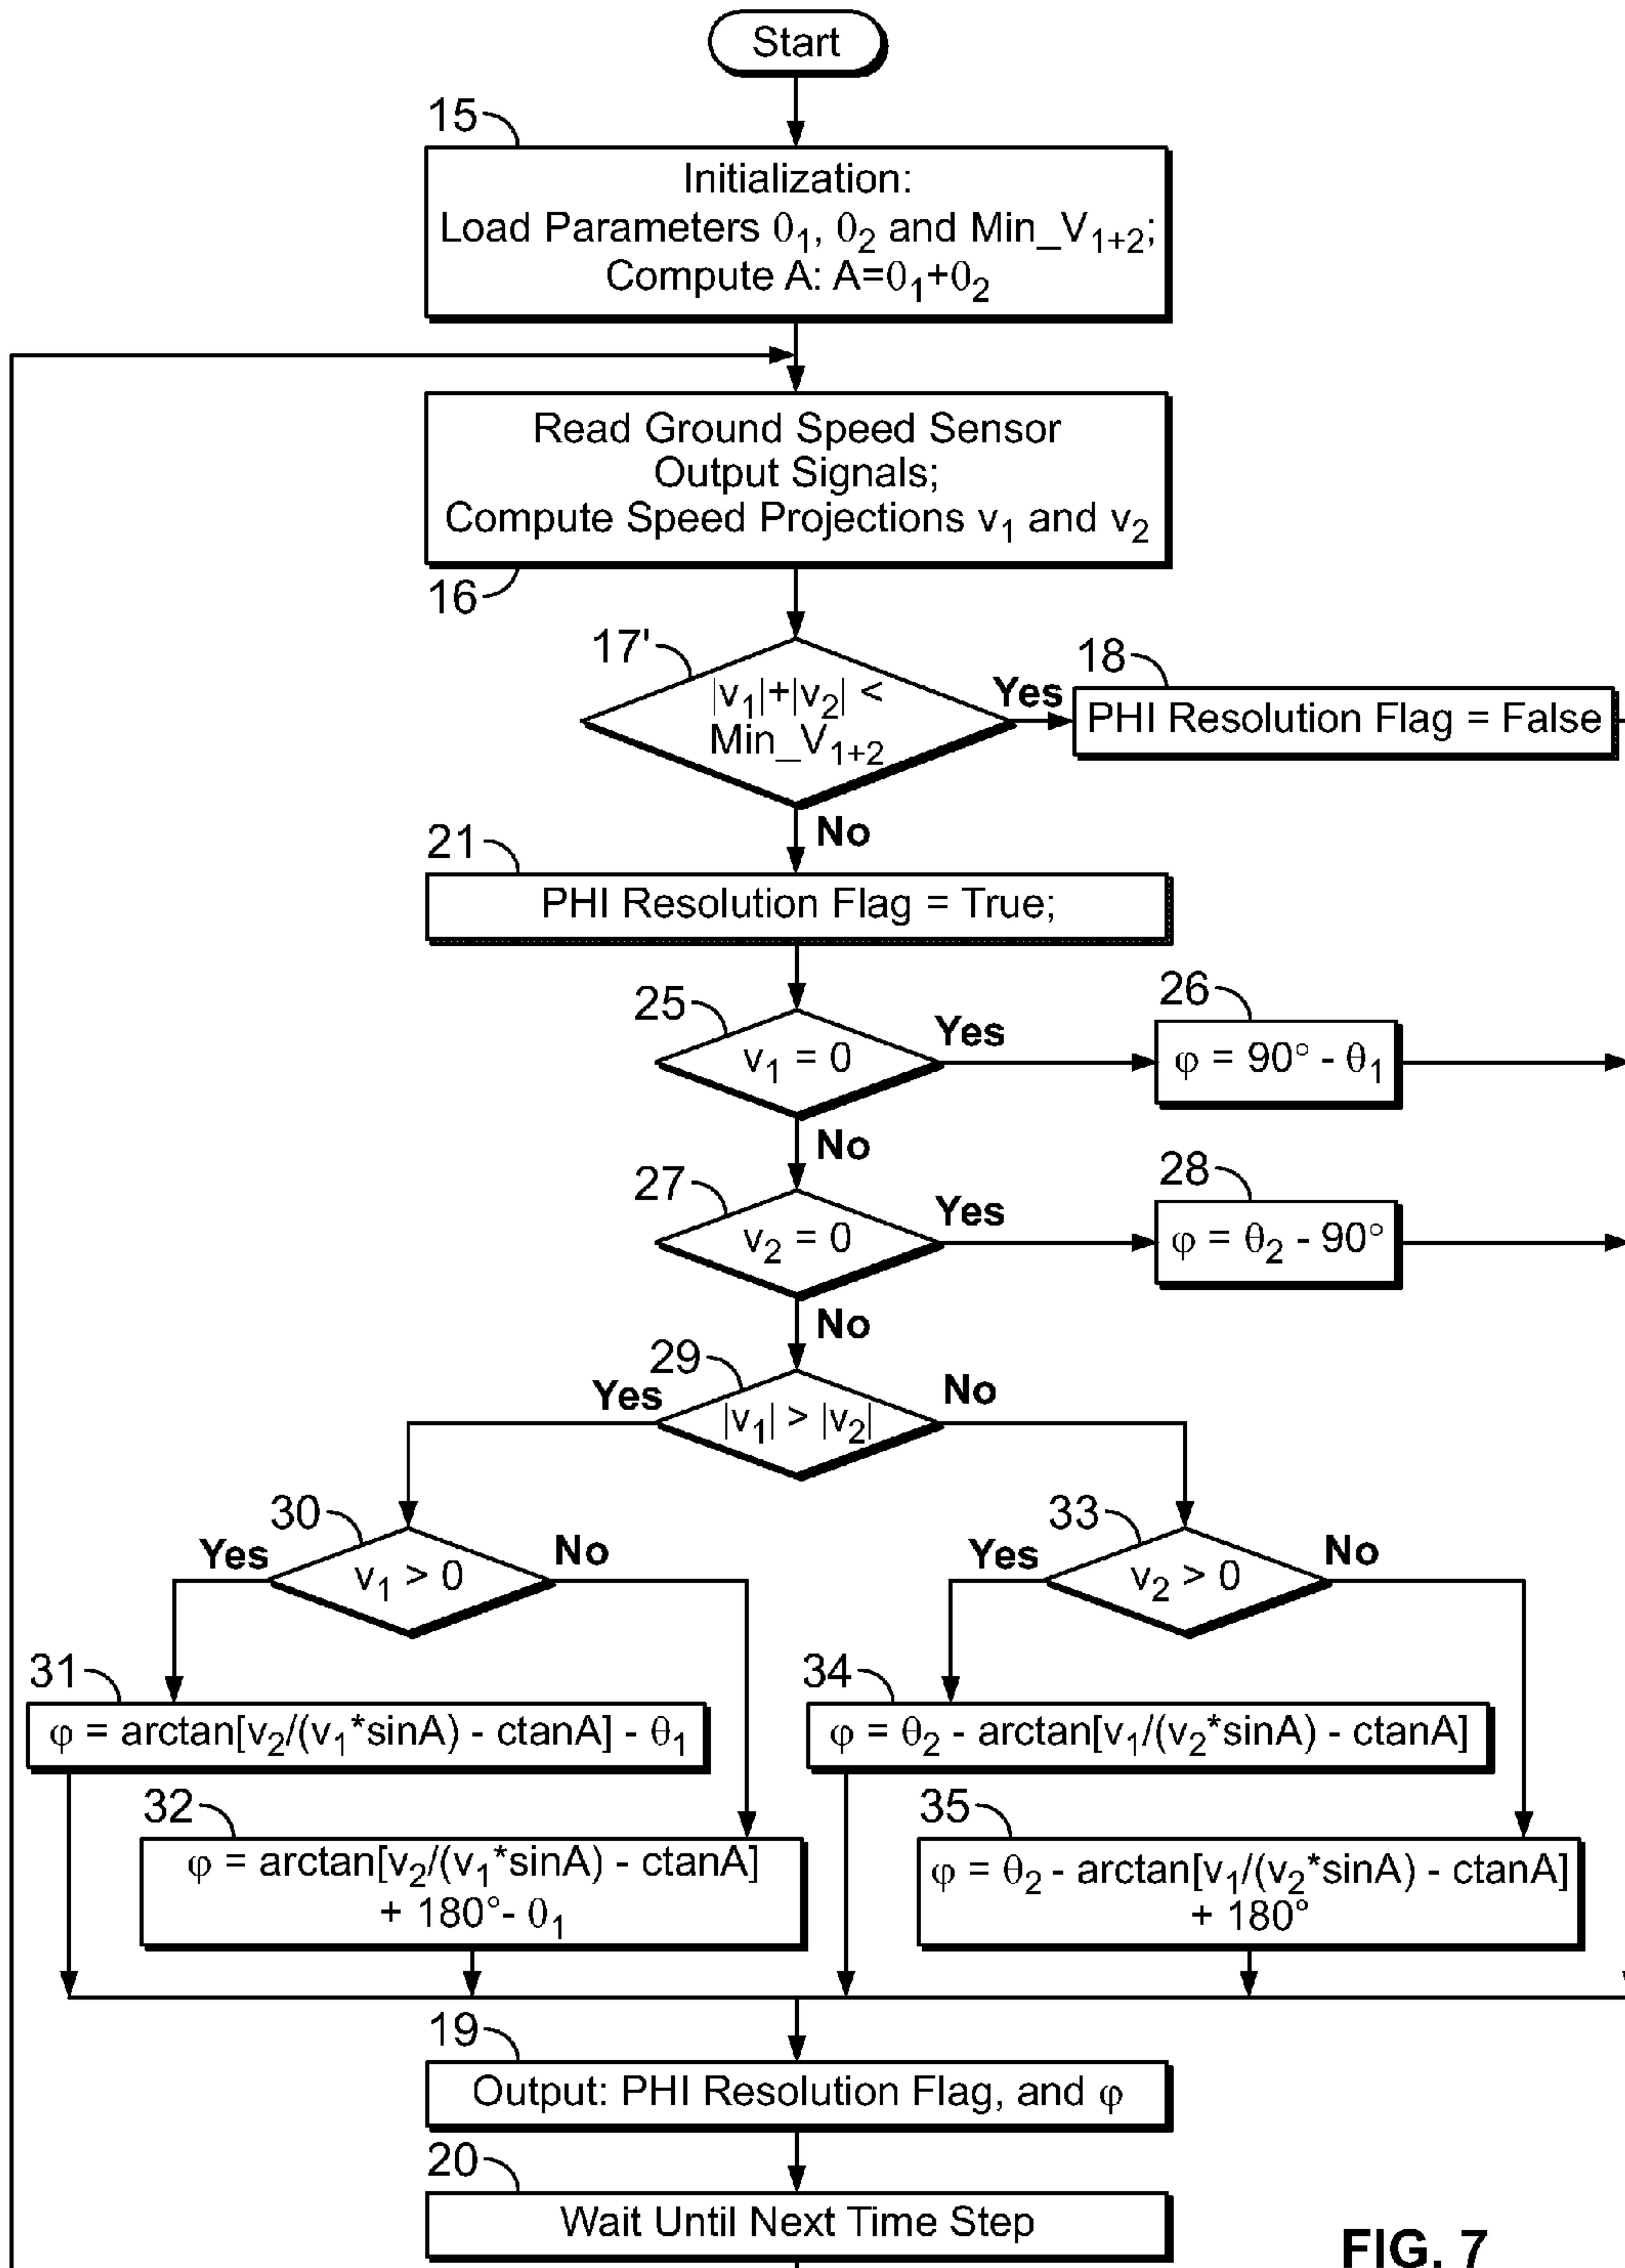 Start
15
Initialization:
Load Parameters θ₁, θ₂ and Min_V₁₊₂;
Compute A: A=θ₁+θ₂
Read Ground Speed Sensor
Output Signals;
Compute Speed Projections v₁ and v₂
16
17'
|v₁|+|v₂| <
Min_V₁₊₂
Yes
18
PHI Resolution Flag = False
No
21
PHI Resolution Flag = True;
25
v₁ = 0
Yes
26
φ = 90° - θ₁
No
27
v₂ = 0
Yes
28
φ = θ₂ - 90°
No
29
Yes
|v₁| > |v₂|
No
30
Yes
v₁ > 0
No
33
Yes
v₂ > 0
No
31
φ = arctan[v₂/(v₁*sinA) - ctanA] - θ₁
34
φ = θ₂ - arctan[v₁/(v₂*sinA) - ctanA]
32
φ = arctan[v₂/(v₁*sinA) - ctanA]
+ 180°- θ₁
35
φ = θ₂ - arctan[v₁/(v₂*sinA) - ctanA]
+ 180°
19
Output: PHI Resolution Flag, and φ
20
Wait Until Next Time Step
FIG. 7